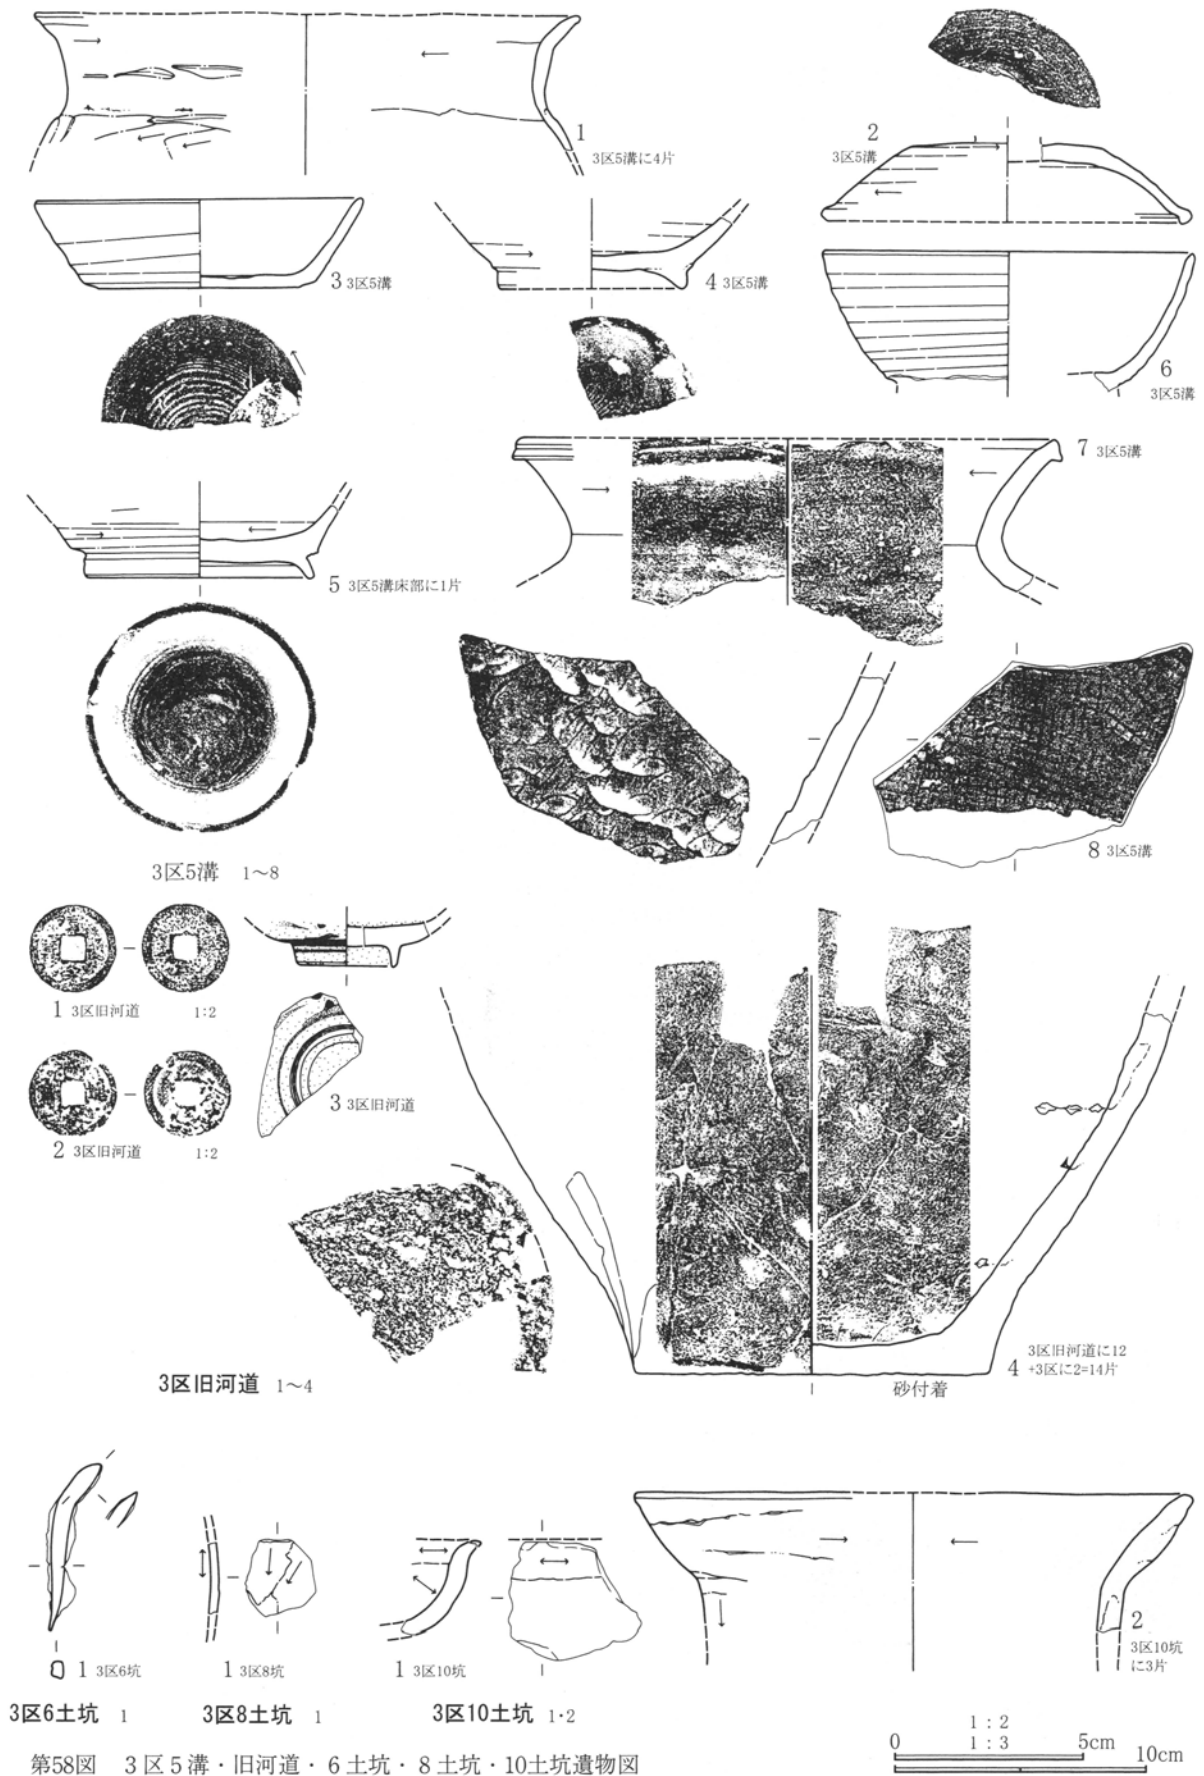 1
3区5溝に4片
2
3区5溝
3 3区5溝
4 3区5溝
6
3区5溝
7 3区5溝
5 3区5溝床部に1片
8 3区5溝
3区5溝 1～8
1 3区旧河道 1:2
2 3区旧河道 1:2
3 3区旧河道
a
3区旧河道に12
4 +3区に2=14片
砂付着
3区旧河道 1～4
1 3区6坑
1 3区8坑
1 3区10坑
2
3区10坑
に3片
3区6土坑 1
3区8土坑 1
3区10土坑 1・2
1:2
0 1:3 5cm
10cm
第58図 3区5溝・旧河道・6土坑・8土坑・10土坑遺物図